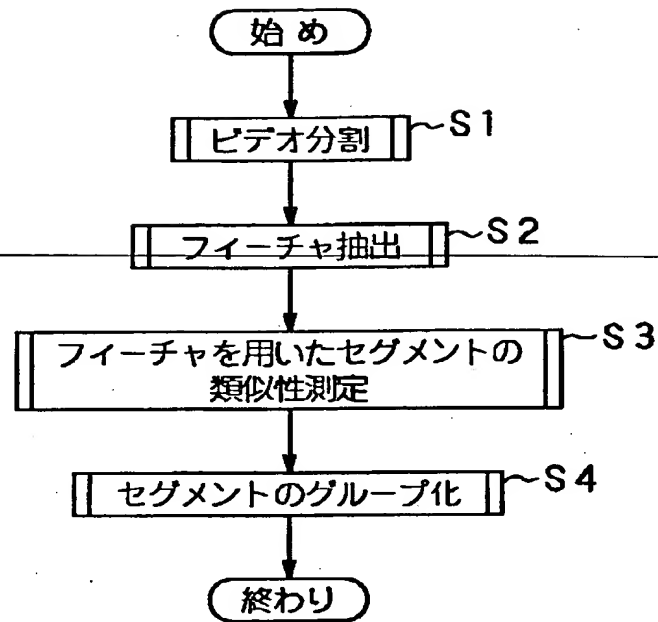 始め
ビデオ分割
S1
フィーチャ抽出
S2
フィーチャを用いたセグメントの
類似性測定
S3
セグメントのグループ化
S4
終わり